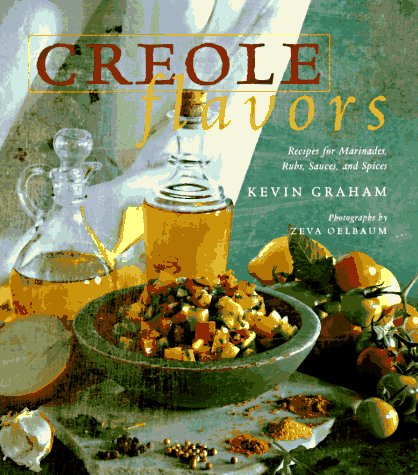 CREOLE
flavors
Recipes for Marinades,
Rubs, Sauces, and Spices
KEVIN GRAHAM
Photographs by
ZEVA OELBAUM